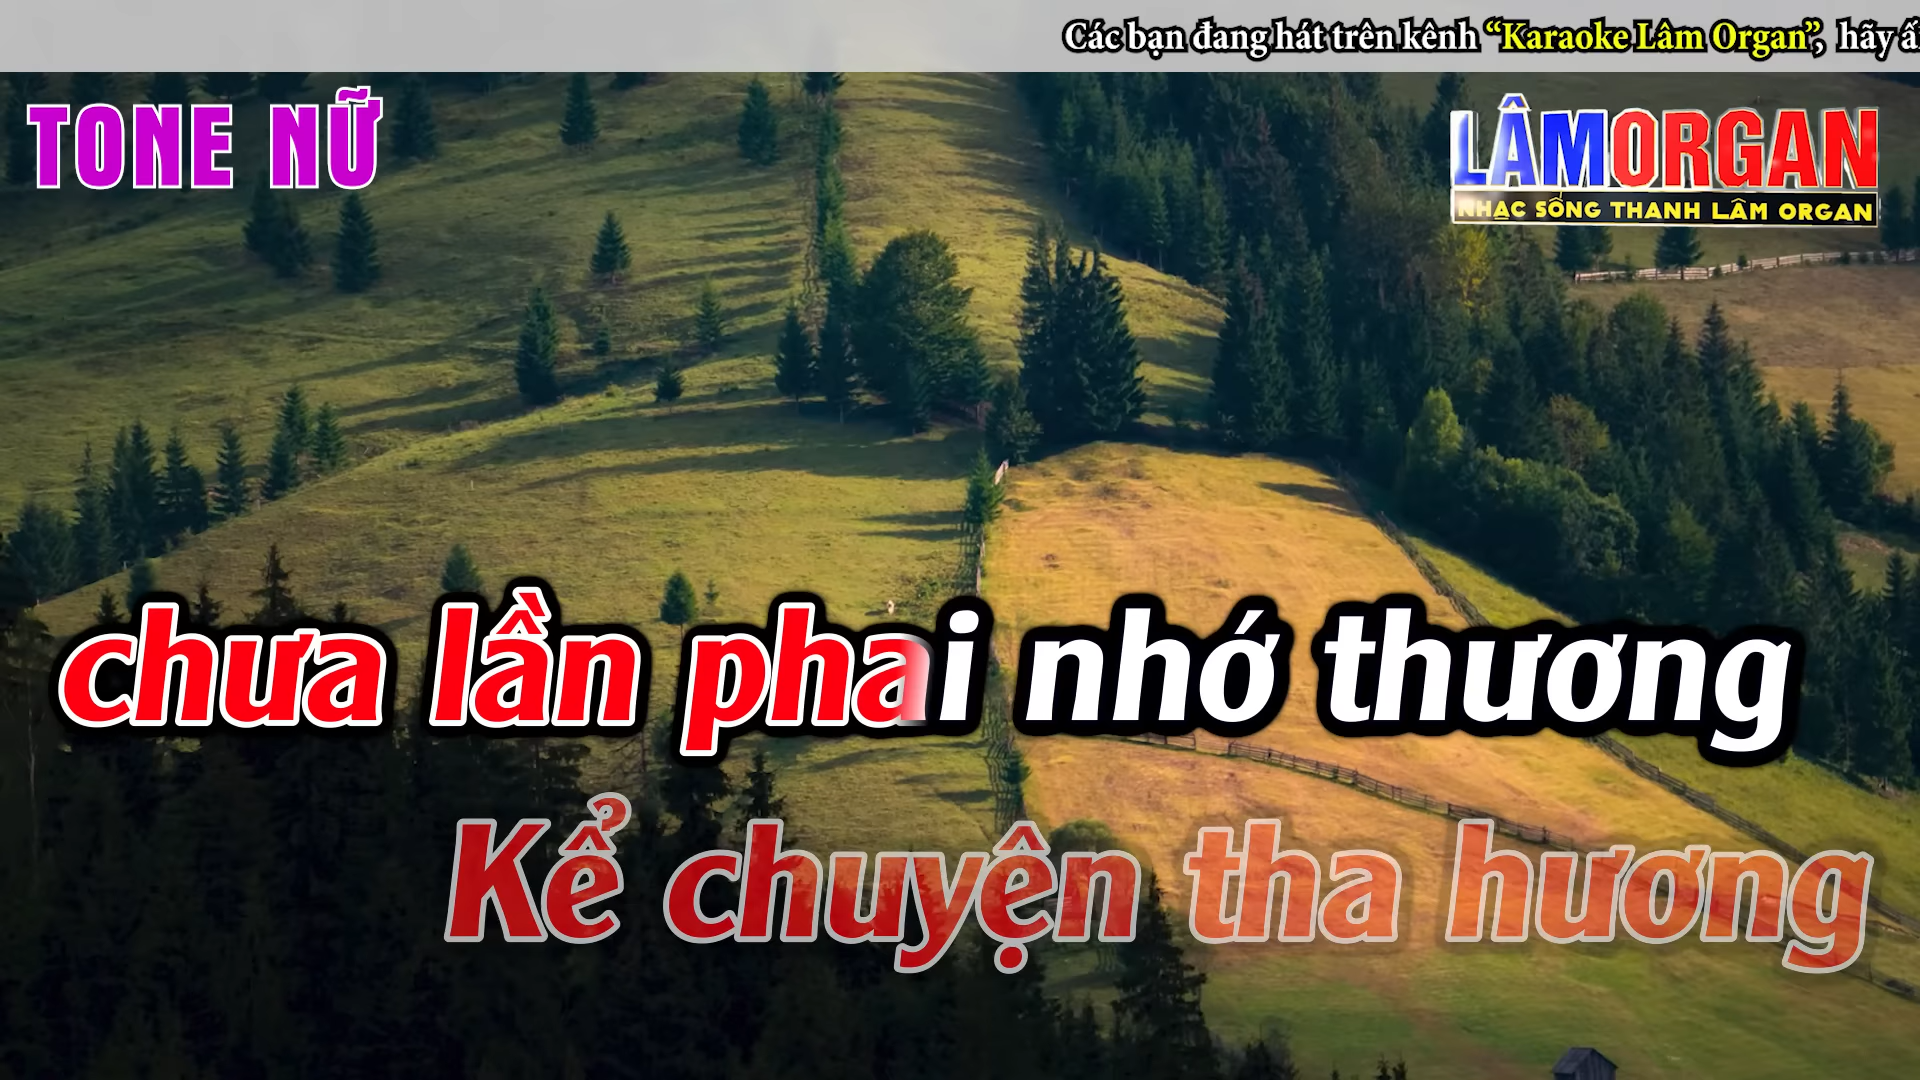 Các bạn đang hát trên kênh “Karaoke Lâm Organ”, hãy
TONE NỮ
LÂMORGAN
NHẠC SỐNG THANH LÂM ORGAN
chưa lần phai nhớ thương
Kể chuyện tha hương